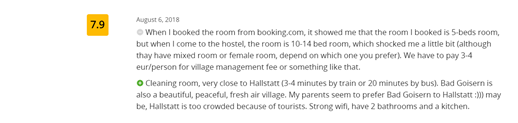 August 6, 2018
7.9
When I booked the room from booking.com, it showed me that the room I booked is 5-beds room,
but when I come to the hostel, the room is 10-14 bed room, which shocked me a little bit (although
thay have mixed room or female room, depend on which one you prefer). We have to pay 3-4
eur/person for village management fee or something like that.
Cleaning room, very close to Hallstatt (3-4 minutes by train or 20 minutes by bus). Bad Goisern is
also a beautiful, peaceful, fresh air village. My parents seem to prefer Bad Goisern to Hallstatt :))) may
be, Hallstatt is too crowded because of tourists. Strong wifi, have 2 bathrooms and a kitchen.